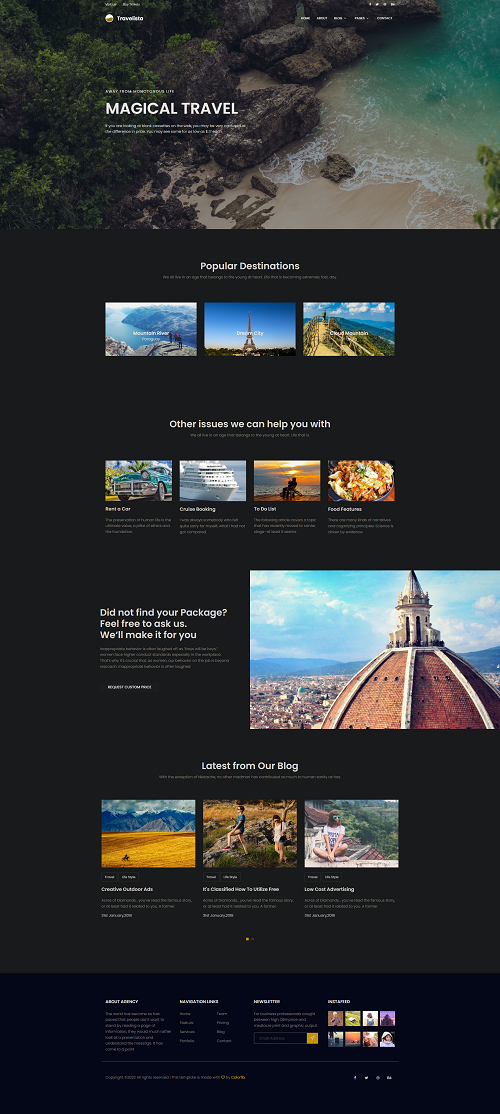 Visit Us Buy Tickets
Travelista
HOME ABOUT BLOG PAGES CONTACT
AWAY FROM MONOTONOUS LIFE
MAGICAL TRAVEL
If you are looking at blank cassettes on the web, you may be very confused at
the difference in price. You may see some for as low as $.17 each.
Popular Destinations
We all live in an age that belongs to the young at heart. Life that is becoming extremely fast, day.
Mountain River
Paraguay
Dream City
Cloud Mountain
Other issues we can help you with
We all live in an age that belongs to the young at heart. Life that is.
Rent a Car
The presentation of human life is the
ultimate value, a pillar of ethics and
the foundation.
Cruise Booking
I was always somebody who felt
quite sorry for myself, what I had not
got compared.
To Do List
The following article covers a topic
that has recently moved to center
stage–at least it seems.
Food Features
There are many kinds of narratives
and organizing principles. Science is
driven by evidence.
Did not find your Package?
Feel free to ask us.
We‘ll make it for you
inappropriate behavior is often laughed off as "boys will be boys,"
women face higher conduct standards especially in the workplace.
That's why it's crucial that, as women, our behavior on the job is beyond
reproach. inappropriate behavior is often laughed.
REQUEST CUSTOM PRICE
Latest from Our Blog
With the exception of Nietzsche, no other madman has contributed so much to human sanity as has.
Travel Life Style
Creative Outdoor Ads
Acres of Diamonds… you've read the famous story,
or at least had it related to you. A farmer.
31st January,2018
Travel Life Style
It's Classified How To Utilize Free
Acres of Diamonds… you've read the famous story,
or at least had it related to you. A farmer.
31st January,2018
Travel Life Style
Low Cost Advertising
Acres of Diamonds… you've read the famous story,
or at least had it related to you. A farmer.
31st January,2018
ABOUT AGENCY
The world has become so fast
paced that people don't want to
stand by reading a page of
information, they would much rather
look at a presentation and
understand the message. It has
come to a point
NAVIGATION LINKS
Home Team
Feature Pricing
Services Blog
Portfolio Contact
NEWSLETTER
For business professionals caught
between high OEM price and
mediocre print and graphic output.
Email Address
INSTAFEED
Copyright ©2022 All rights reserved | This template is made with by Colorlib